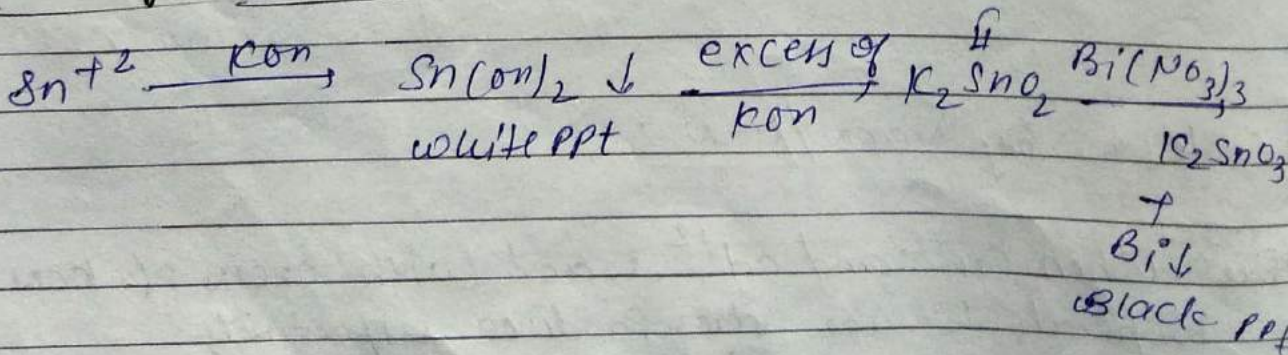 Sn+2 KOH Sn(OH)2 ↓ excess of K2SnO2 Bi(NO3)3
white ppt KOH K2SnO3
+
Bi↓
Black ppt